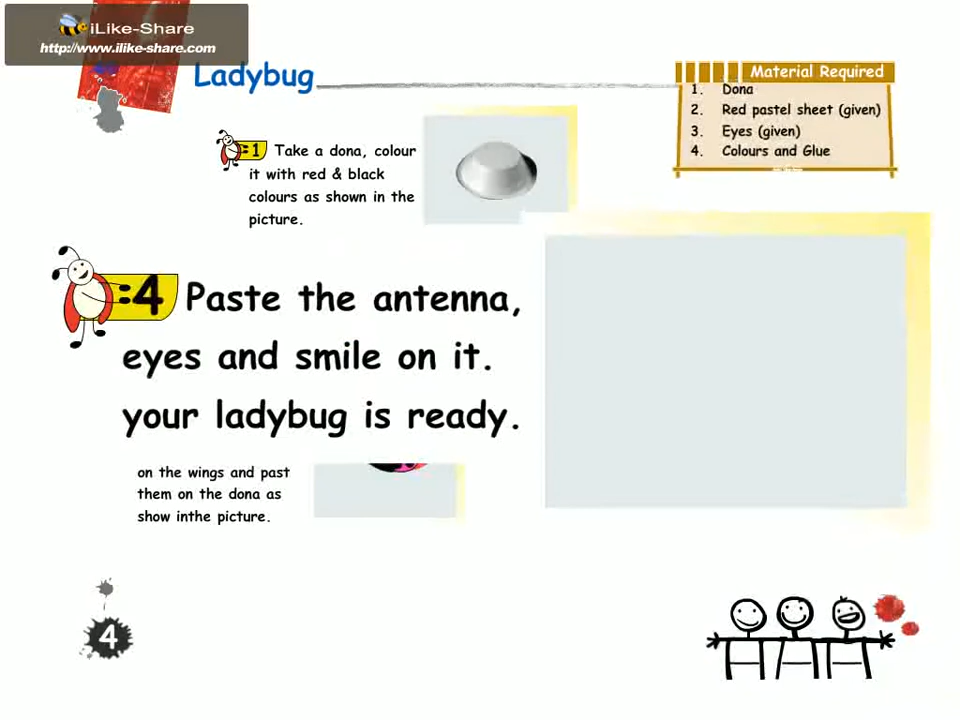 iLike-Share
http://www.ilike-share.com
Ladybug
Material Required
1. Dona
2. Red pastel sheet (given)
3. Eyes (given)
4. Colours and Glue
:1 Take a dona, colour
it with red & black
colours as shown in the
picture.
:4 Paste the antenna,
eyes and smile on it.
your ladybug is ready.
on the wings and past
them on the dona as
show inthe picture.
4